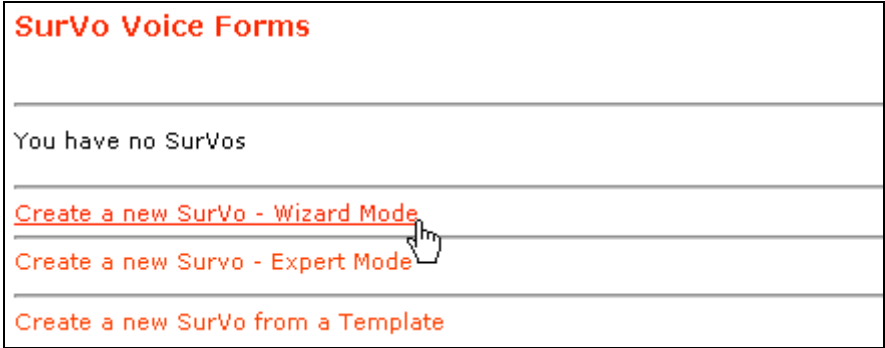 SurVo Voice Forms
You have no SurVos
Create a new SurVo - Wizard Mode
Create a new Survo - Expert Mode
Create a new SurVo from a Template